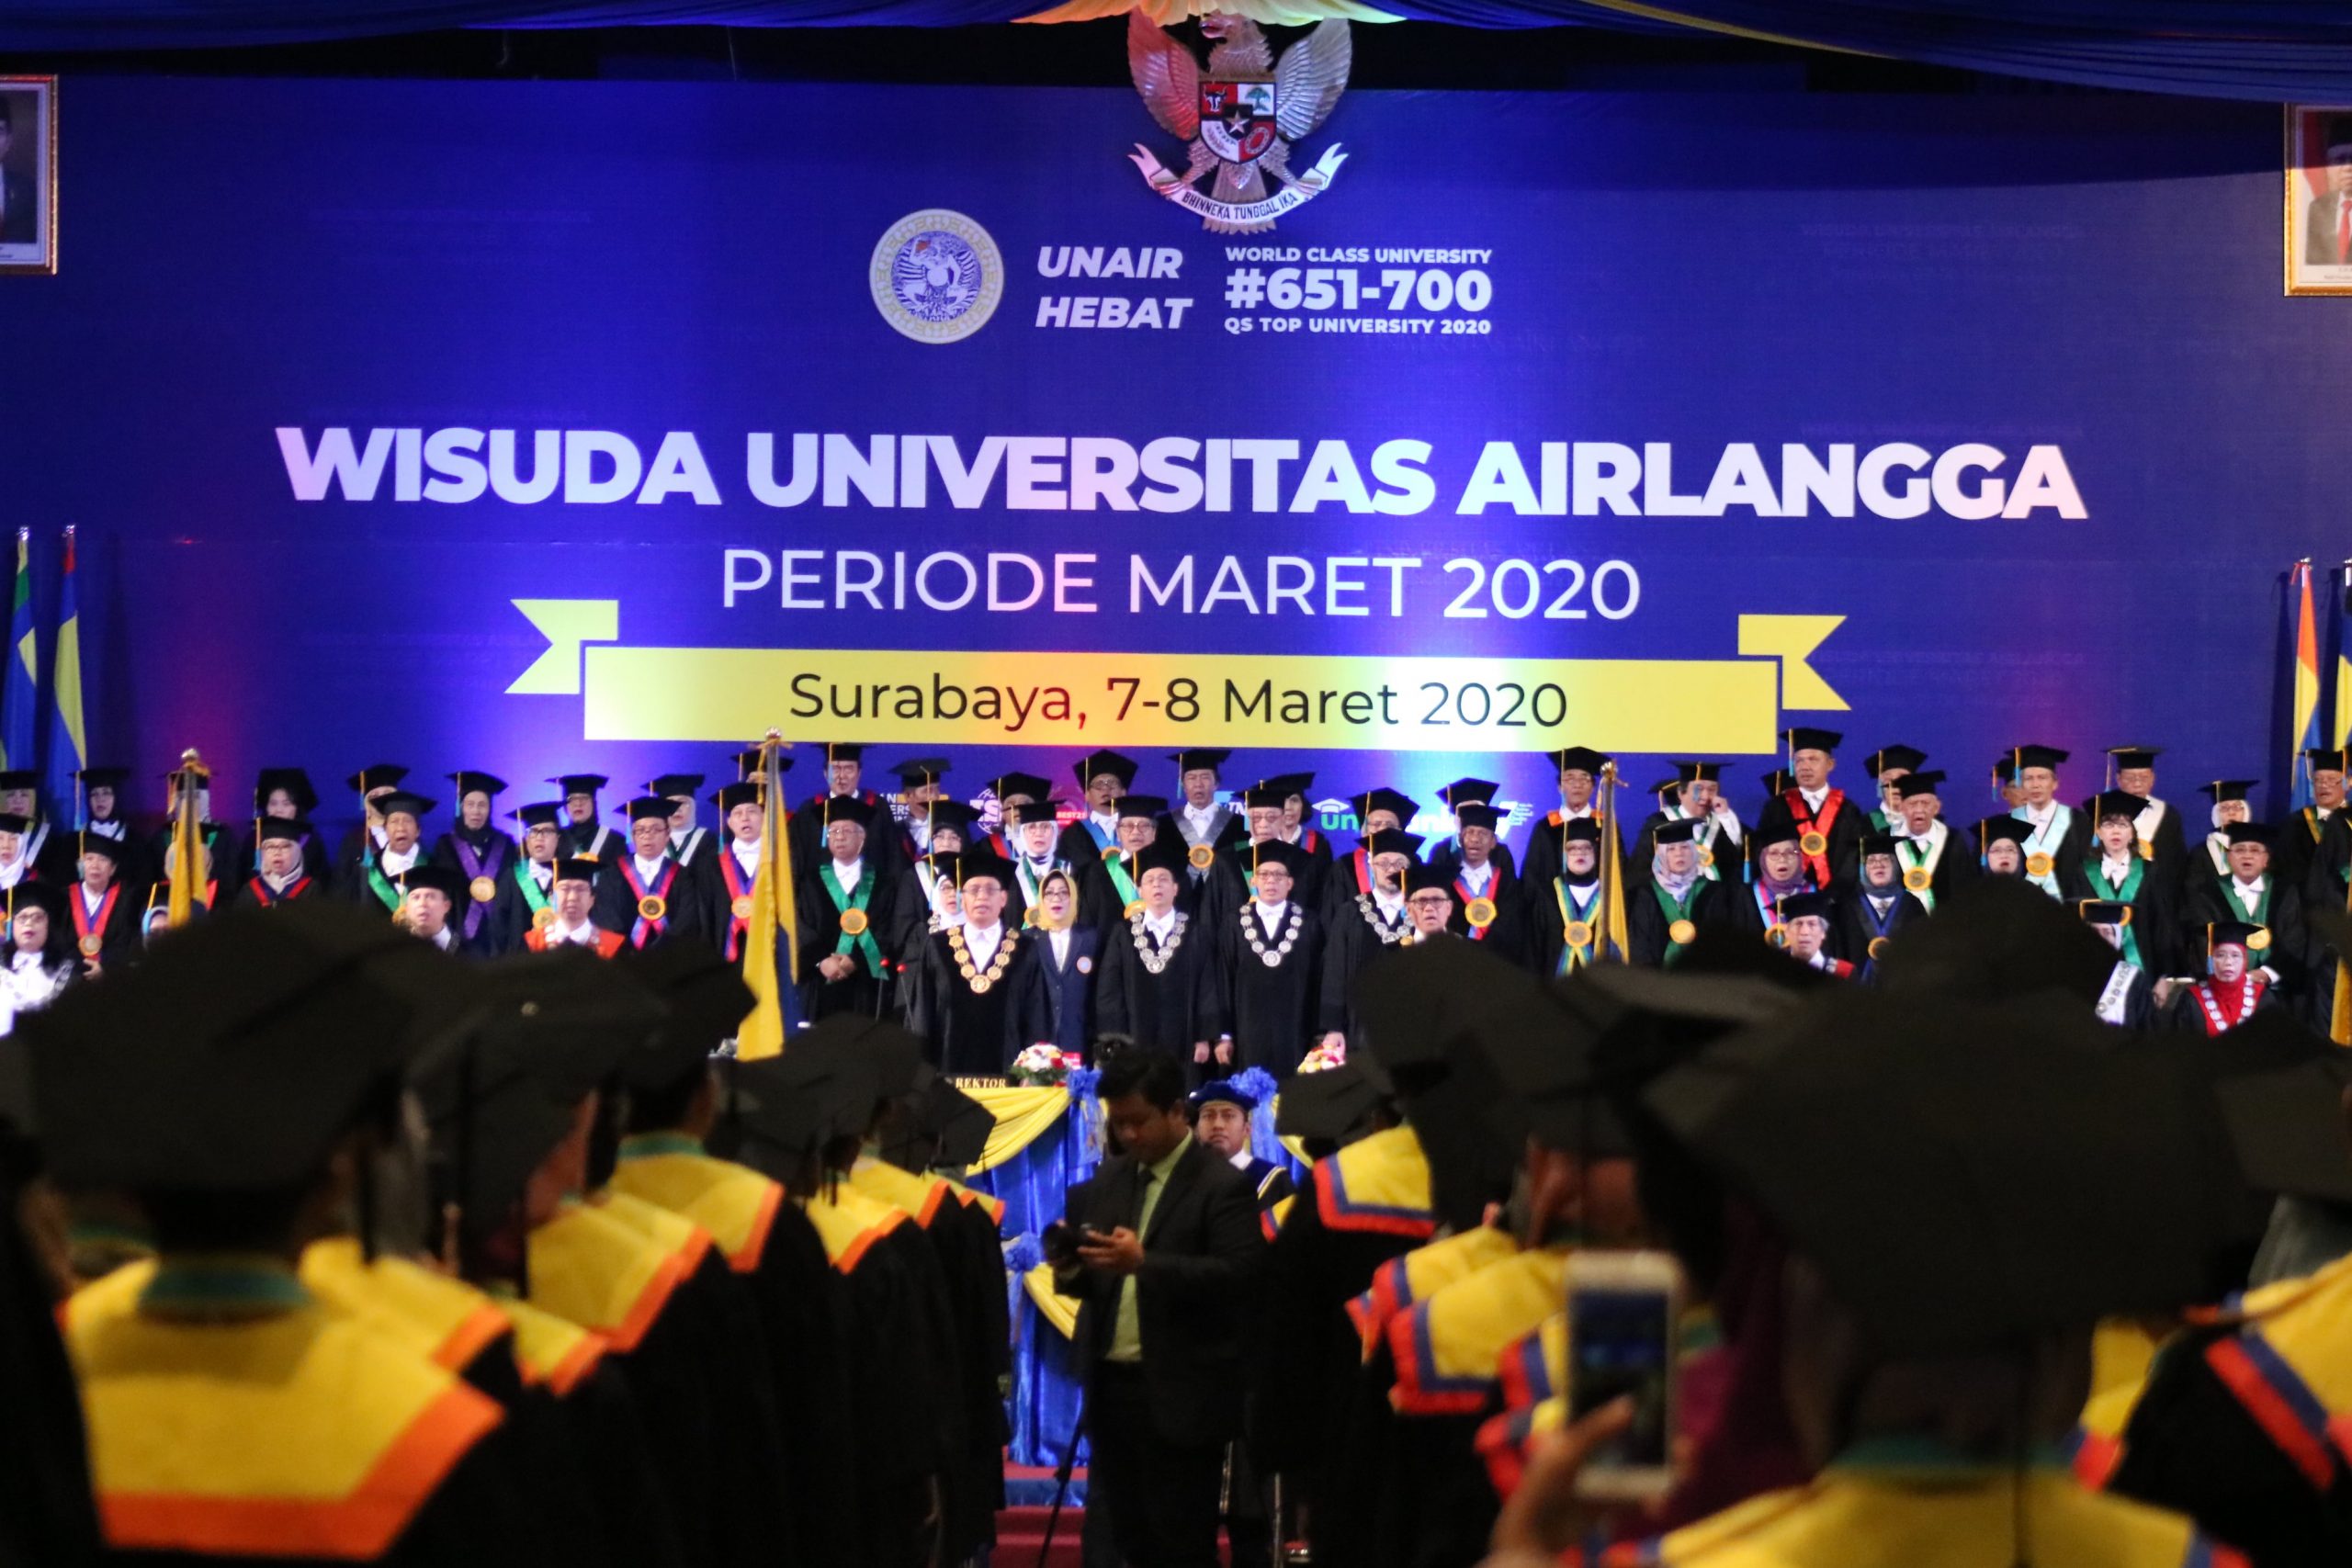 BHINNEKA TUNGGAL IKA
UNAIR
HEBAT
WORLD CLASS UNIVERSITY
#651-700
QS TOP UNIVERSITY 2020
WISUDA UNIVERSITAS AIRLANGGA
PERIODE MARET 2020
Surabaya, 7-8 Maret 2020
REKTOR